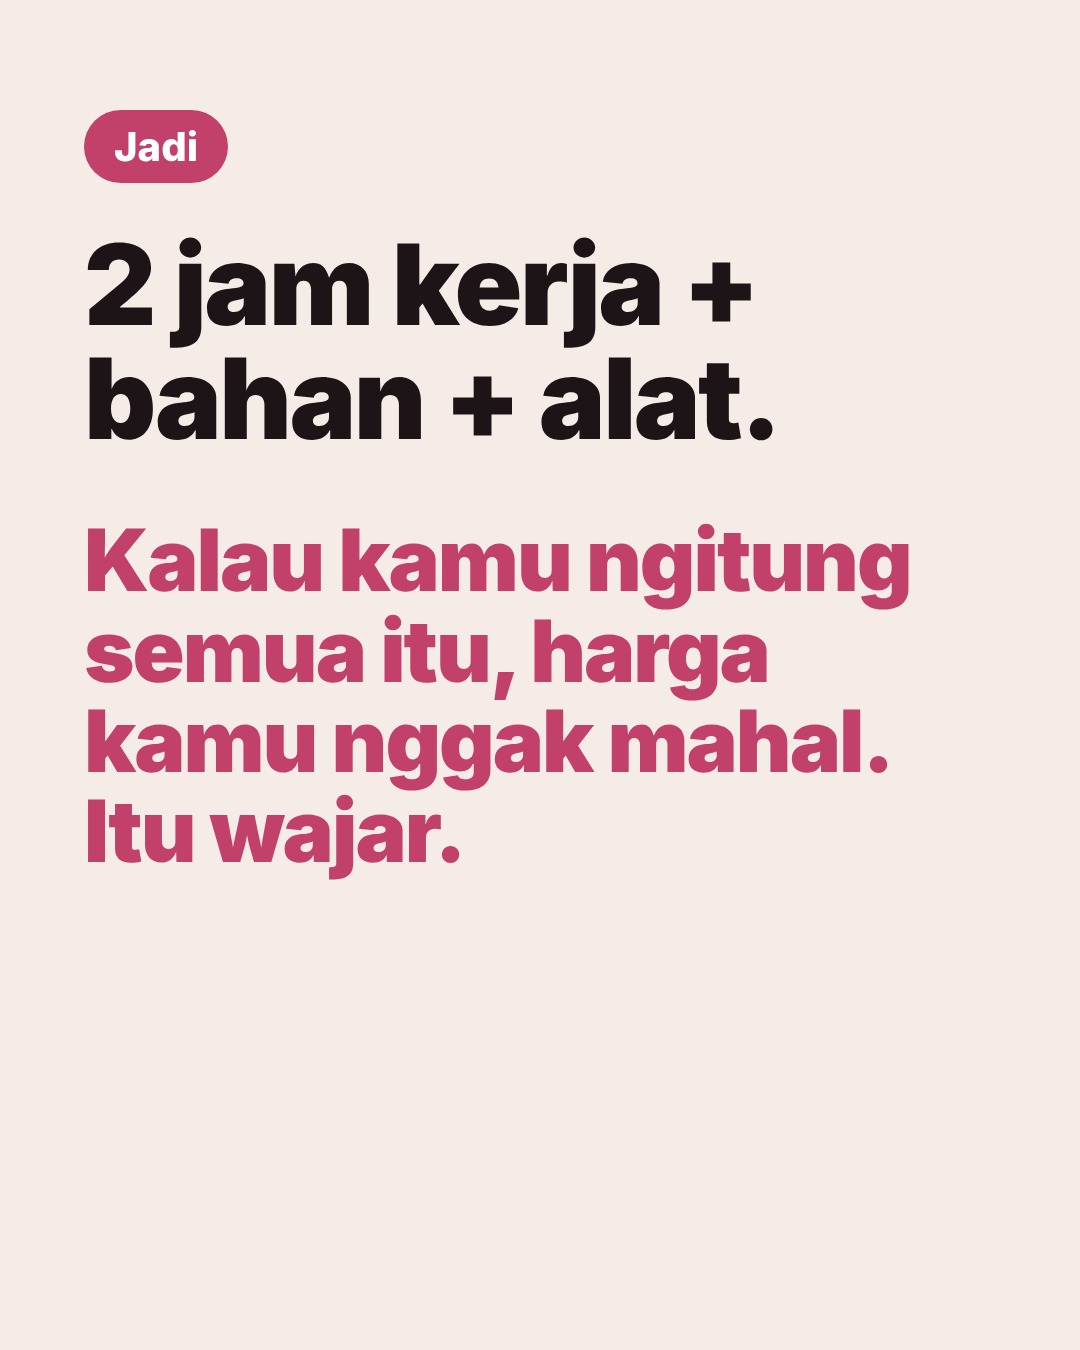 Jadi
2 jam kerja +
bahan + alat.
Kalau kamu ngitung
semua itu, harga
kamu nggak mahal.
Itu wajar.